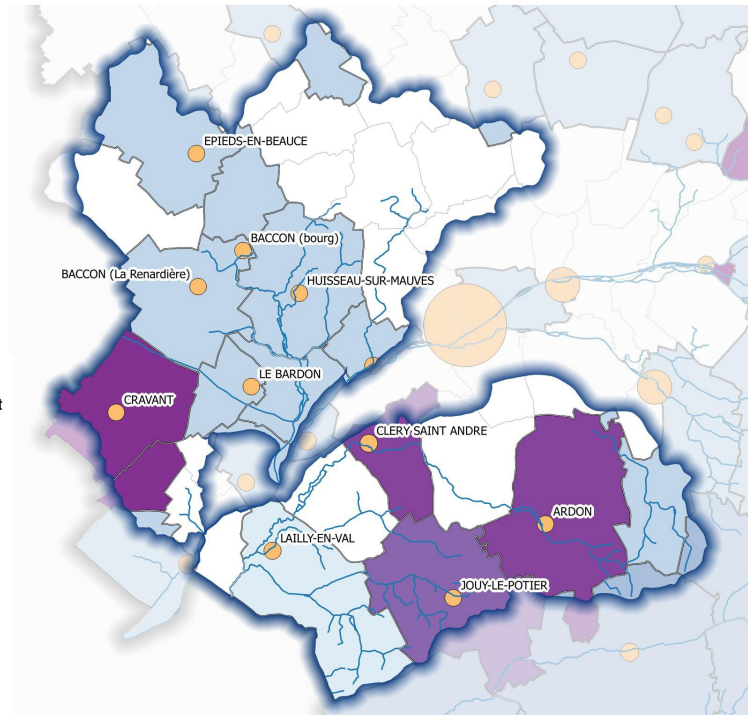 EPIEDS-EN-BEAUCE
BACCON (bourg)
BACCON (La Renardière)
HUISSEAU-SUR-MAUVES
LE BARDON
CRAVANT
t
CLERY SAINT ANDRE
ARDON
LAILLY-EN-VAL
JOUY-LE-POTIER